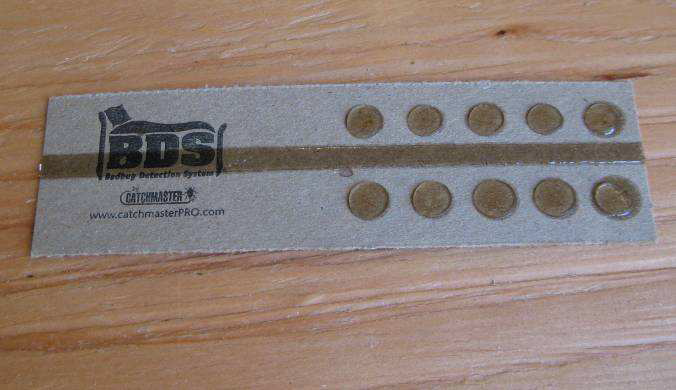 BDS
Bedbug Detection System
by
CATCHMASTER
www.catchmasterPRO.com